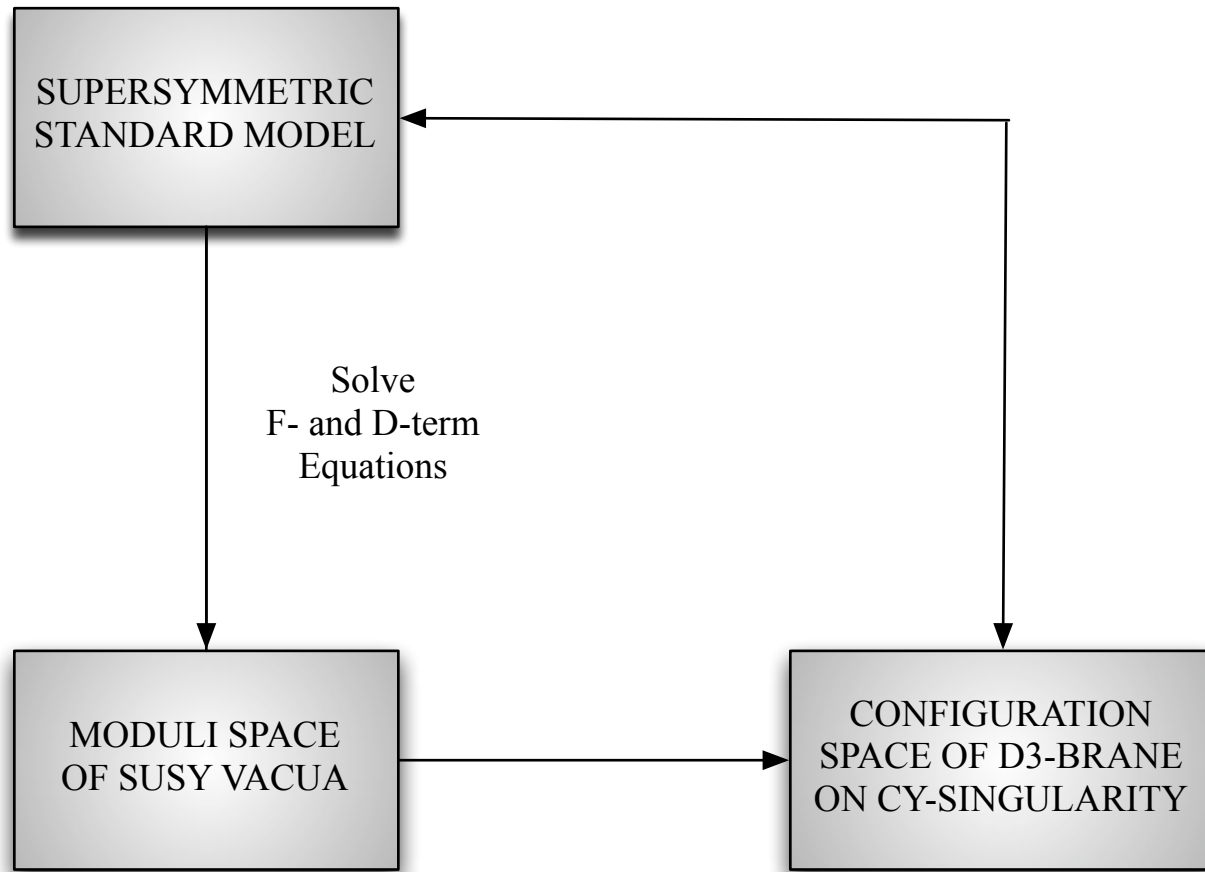 SUPERSYMMETRIC
STANDARD MODEL
Solve
F- and D-term
Equations
MODULI SPACE
OF SUSY VACUA
CONFIGURATION
SPACE OF D3-BRANE
ON CY-SINGULARITY